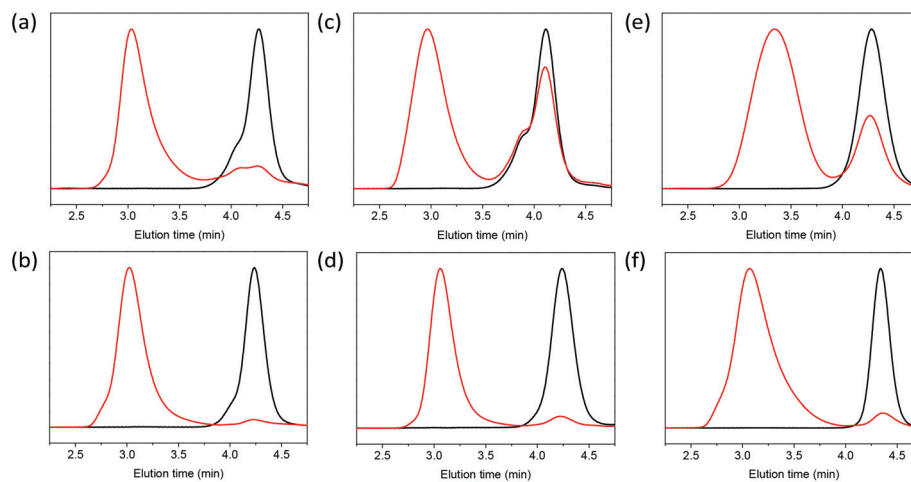 (a) (c) (e)
2.5 3.0 3.5 4.0 4.5 2.5 3.0 3.5 4.0 4.5 2.5 3.0 3.5 4.0 4.5
Elution time (min) Elution time (min) Elution time (min)
(b) (d) (f)
2.5 3.0 3.5 4.0 4.5 2.5 3.0 3.5 4.0 4.5 2.5 3.0 3.5 4.0 4.5
Elution time (min) Elution time (min) Elution time (min)